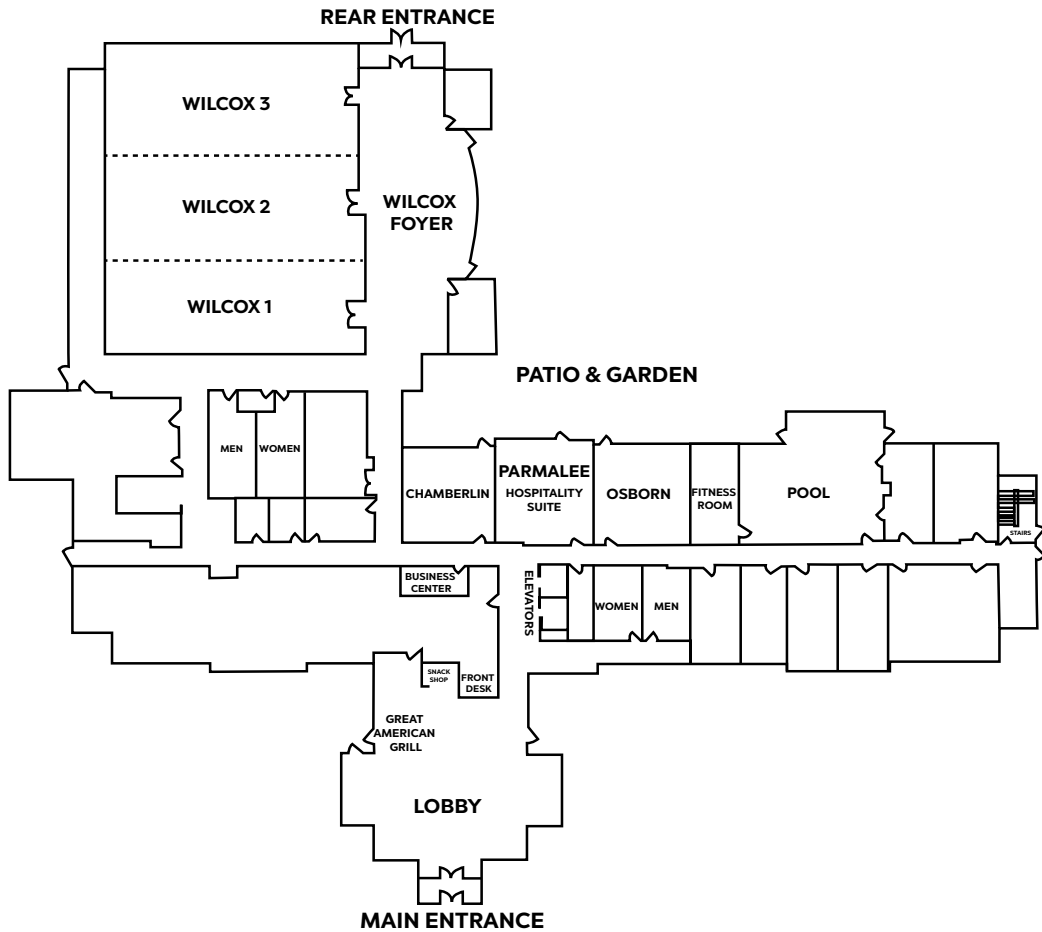 REAR ENTRANCE
WILCOX 3
WILCOX 2
WILCOX
FOYER
WILCOX 1
PATIO & GARDEN
MEN
WOMEN
CHAMBERLIN
PARMALEE
HOSPITALITY
SUITE
OSBORN
FITNESS
ROOM
POOL
STAIRS
BUSINESS
CENTER
ELEVATORS
WOMEN
MEN
SNACK
SHOP
FRONT
DESK
GREAT
AMERICAN
GRILL
LOBBY
MAIN ENTRANCE